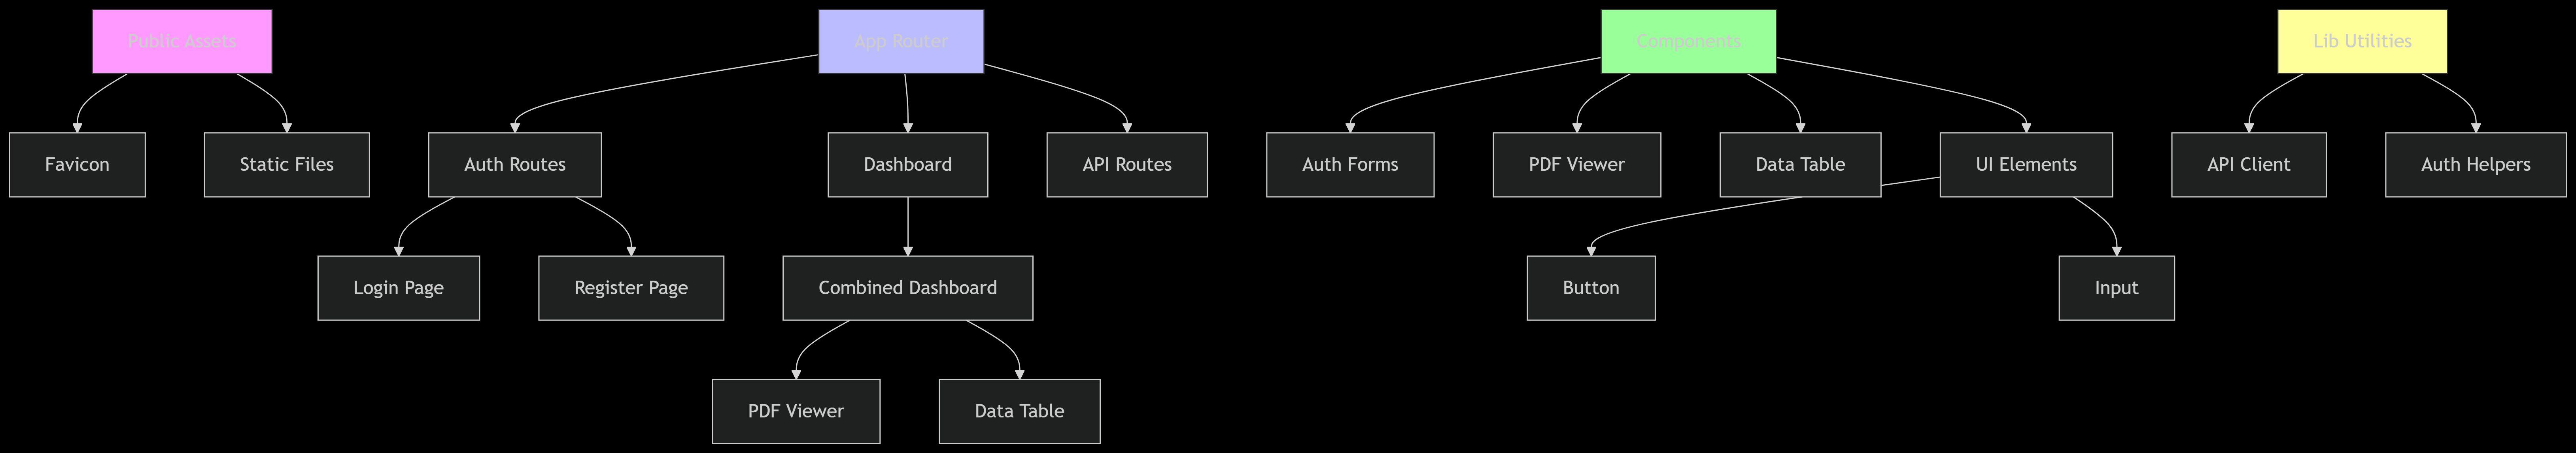 Public Assets
App Router
Components
Lib Utilities
Favicon
Static Files
Auth Routes
Dashboard
API Routes
Auth Forms
PDF Viewer
Data Table
UI Elements
API Client
Auth Helpers
Login Page
Register Page
Combined Dashboard
Button
Input
PDF Viewer
Data Table